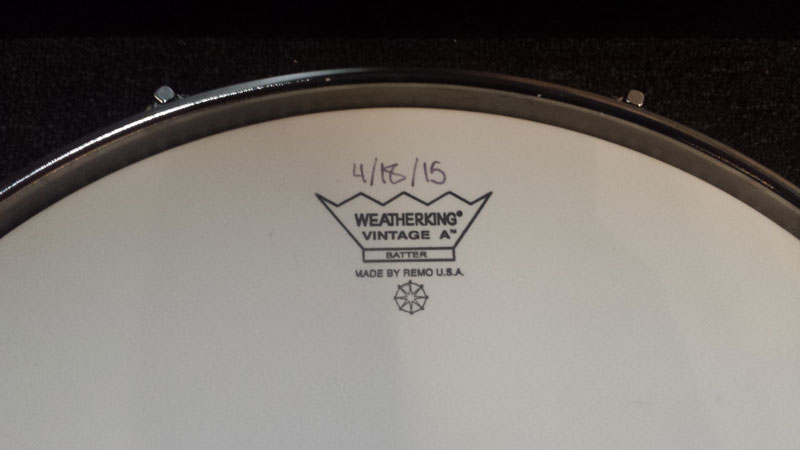 4/18/15
WEATHERKING®
VINTAGE A™
BATTER
MADE BY REMO U.S.A.